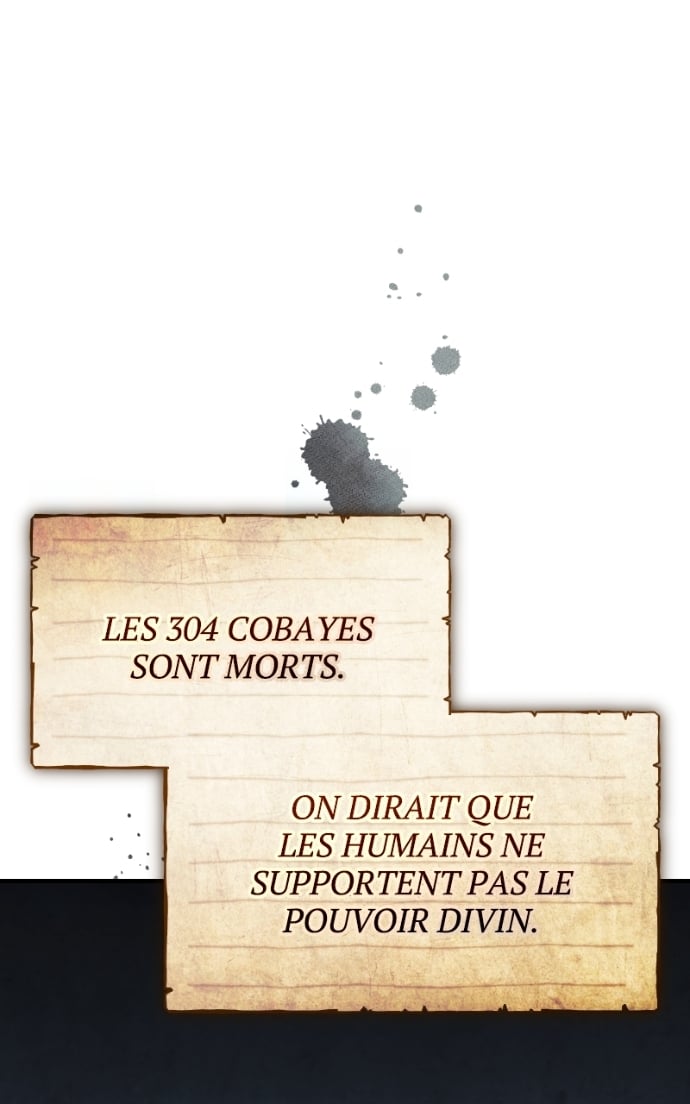 LES 304 COBAYES
SONT MORTS.
ON DIRAIT QUE
LES HUMAINS NE
SUPPORTENT PAS LE
POUVOIR DIVIN.